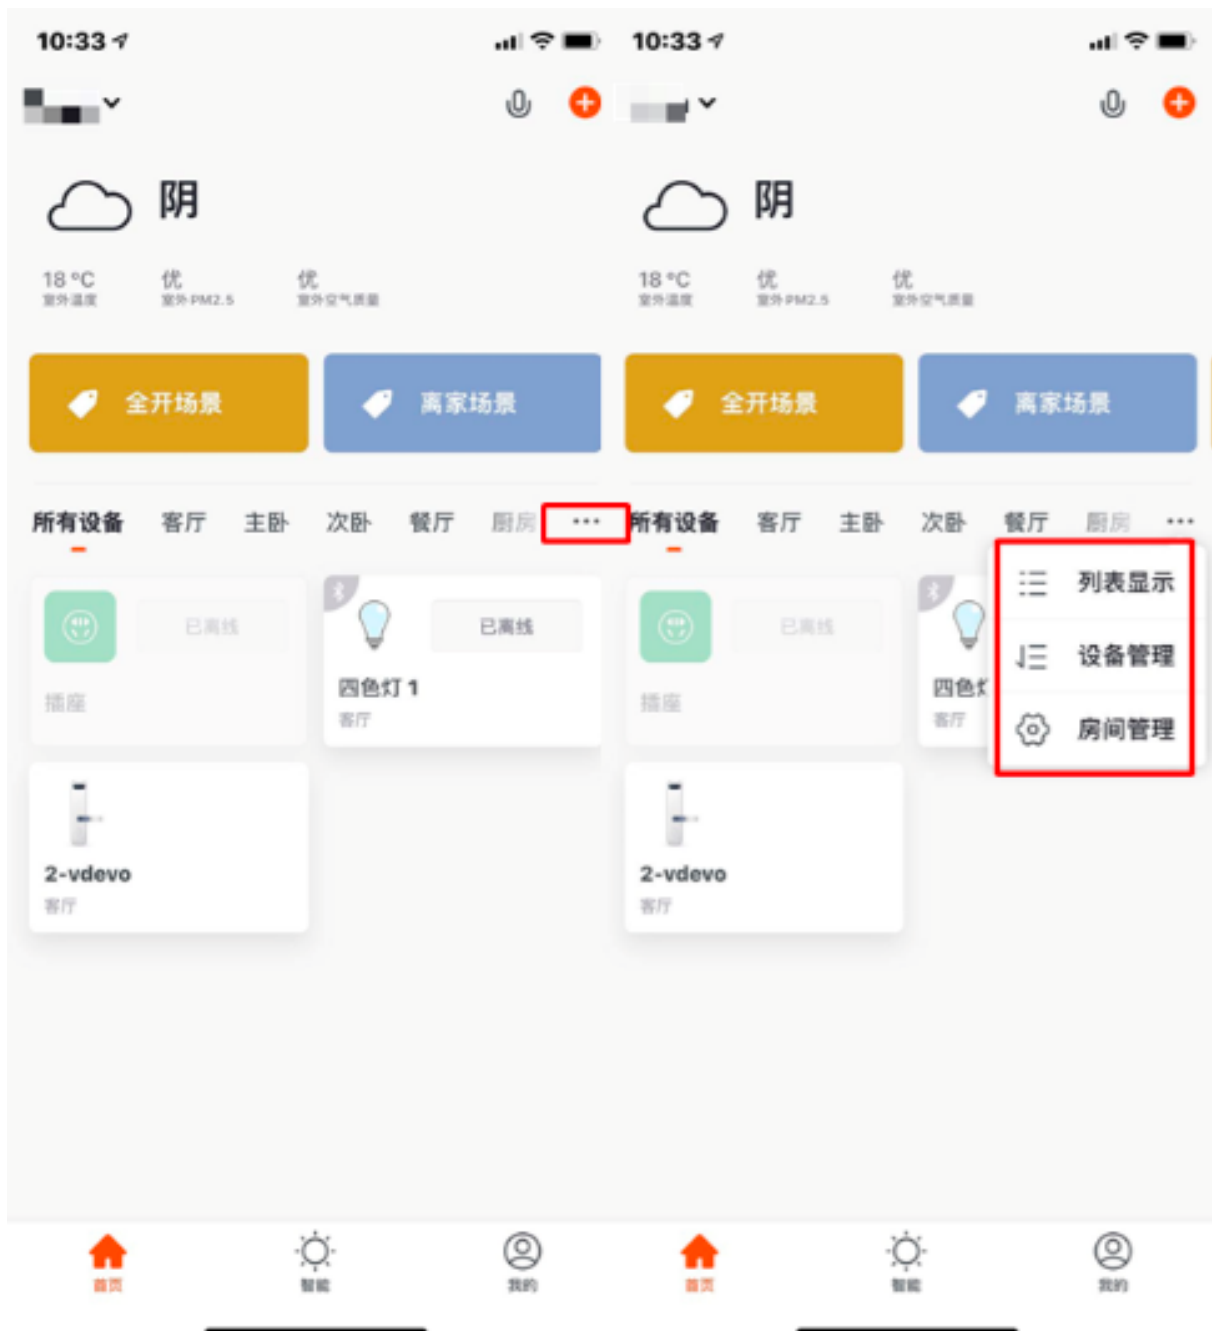 10:33
阴
18 °C 优 优
室外温度 室外 PM2.5 室外空气质量
全开场景 离家场景
所有设备 客厅 主卧 次卧 餐厅 厨房 ···
已离线 已离线
插座 四色灯 1
客厅
2-vdevo
客厅
首页 智能 我的
10:33
阴
18 °C 优 优
室外温度 室外 PM2.5 室外空气质量
全开场景 离家场景
所有设备 客厅 主卧 次卧 餐厅 厨房 ···
列表显示
已离线
设备管理
插座 四色
客厅
房间管理
2-vdevo
客厅
首页 智能 我的